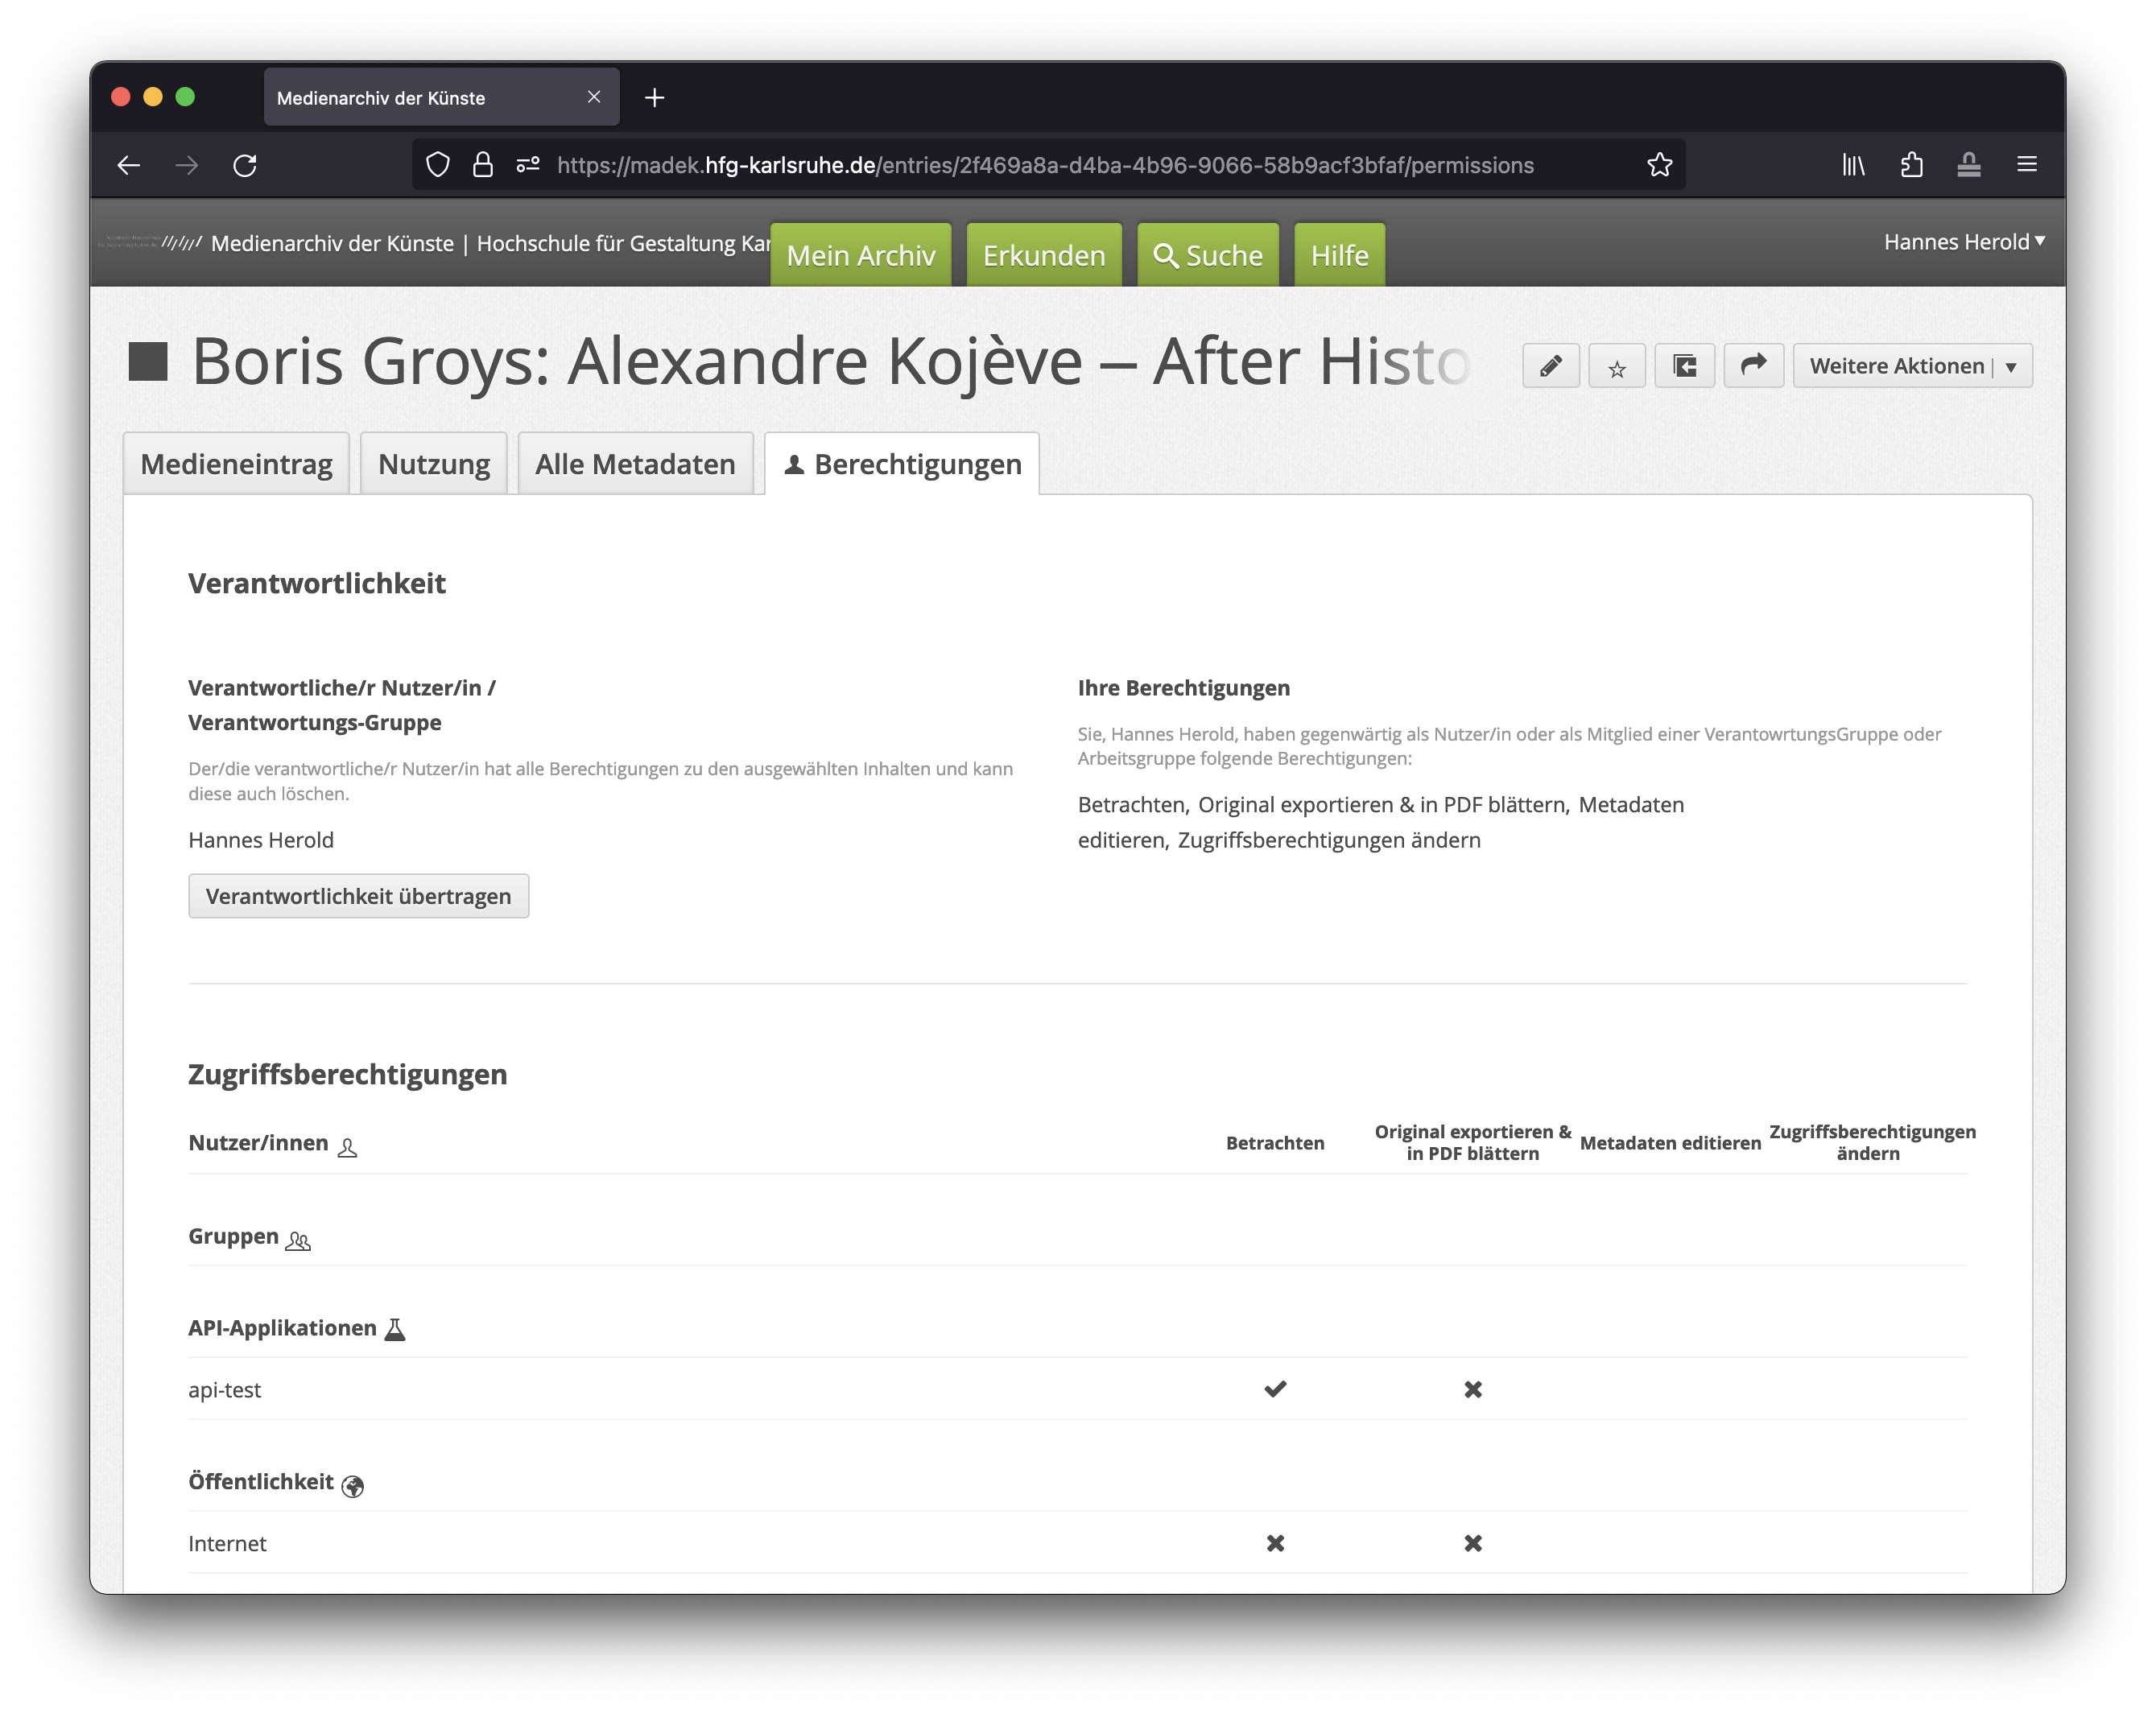 Medienarchiv der Künste
https://madek.hfg-karlsruhe.de/entries/2f469a8a-d4ba-4b96-9066-58b9acf3bfaf/permissions
Medienarchiv der Künste | Hochschule für Gestaltung Kar
Mein Archiv
Erkunden
Suche
Hilfe
Hannes Herold
Boris Groys: Alexandre Kojève – After Histo
Weitere Aktionen
Medieneintrag
Nutzung
Alle Metadaten
Berechtigungen
Verantwortlichkeit
Verantwortliche/r Nutzer/in /
Verantwortungs-Gruppe
Der/die verantwortliche/r Nutzer/in hat alle Berechtigungen zu den ausgewählten Inhalten und kann
diese auch löschen.
Hannes Herold
Verantwortlichkeit übertragen
Ihre Berechtigungen
Sie, Hannes Herold, haben gegenwärtig als Nutzer/in oder als Mitglied einer VerantowrtungsGruppe oder
Arbeitsgruppe folgende Berechtigungen:
Betrachten, Original exportieren & in PDF blättern, Metadaten
editieren, Zugriffsberechtigungen ändern
Zugriffsberechtigungen
Nutzer/innen
Betrachten
Original exportieren &
in PDF blättern
Metadaten editieren
Zugriffsberechtigungen
ändern
Gruppen
API-Applikationen
api-test
Öffentlichkeit
Internet